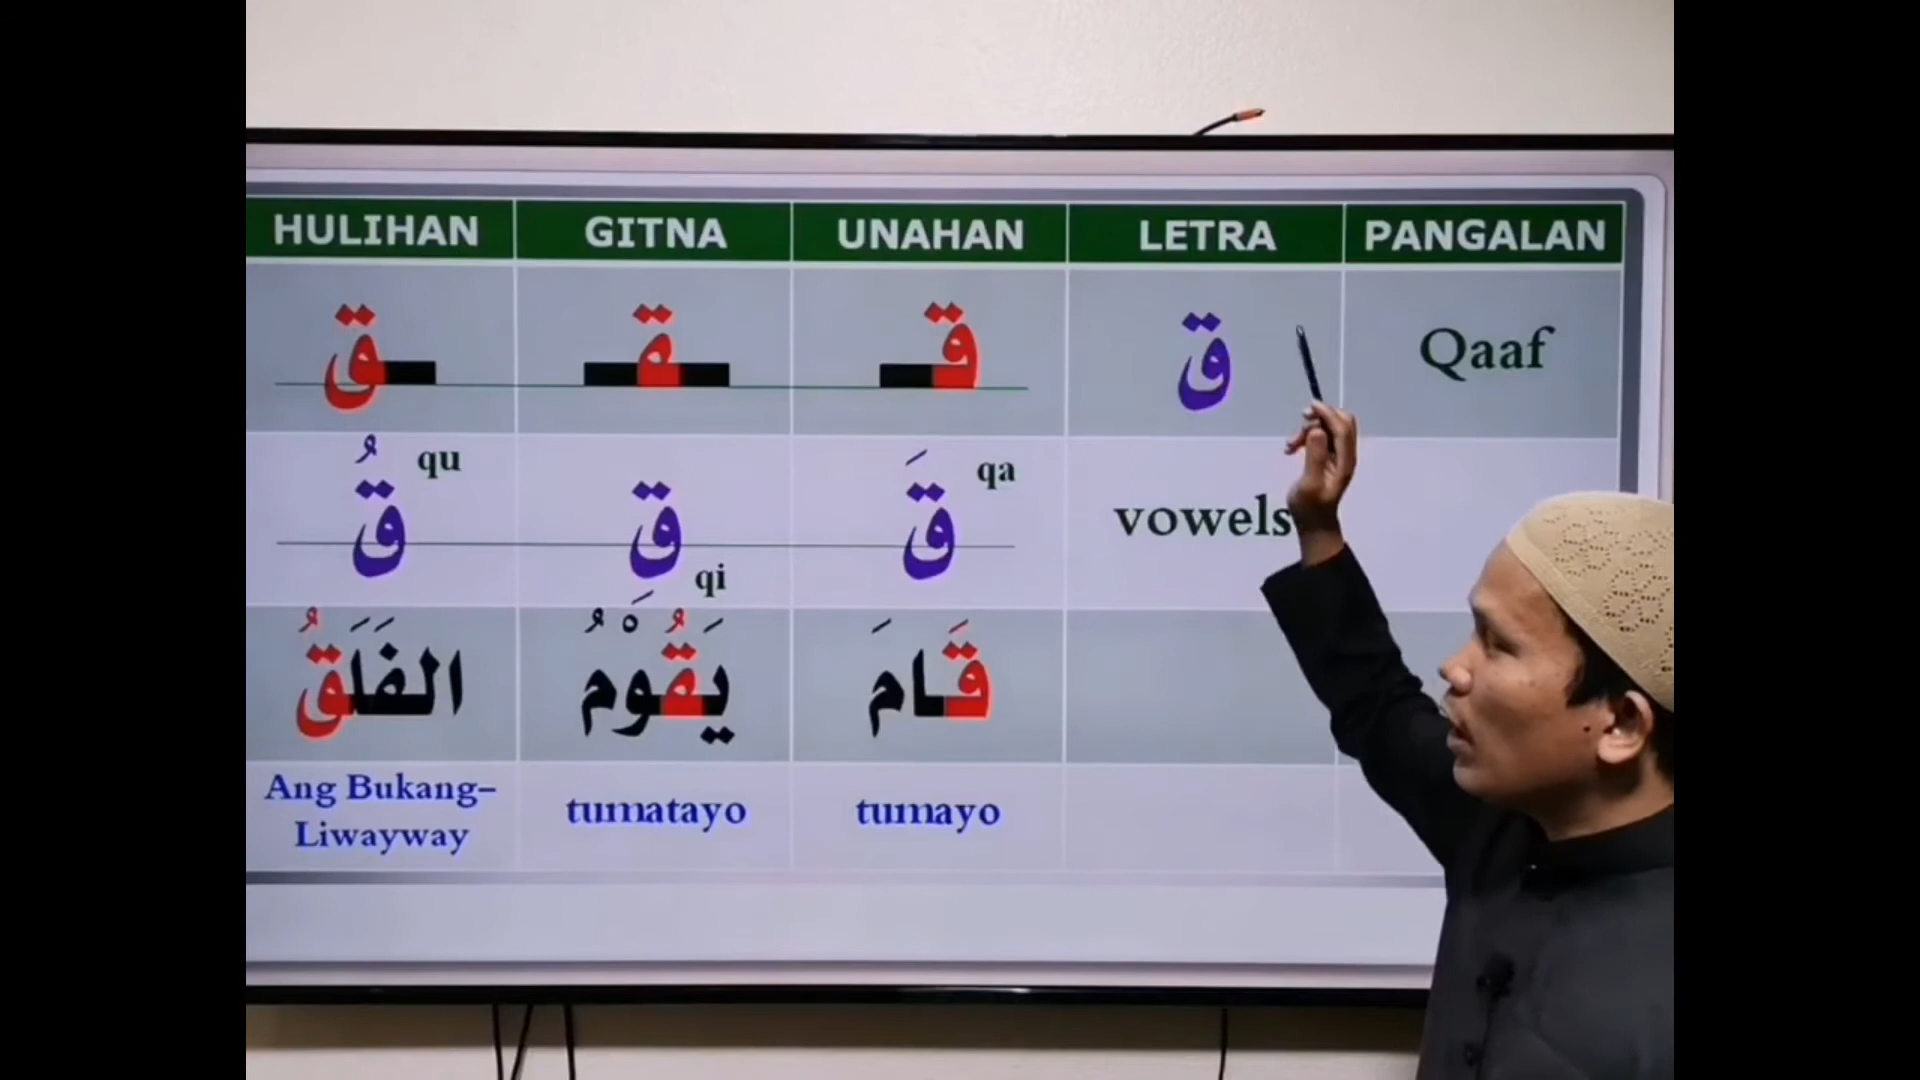 HULIHAN GITNA UNAHAN LETRA PANGALAN
ـق ـقـ قـ ق Qaaf
قُ qu قِ qi قَ qa vowels
الفَلَقُ يَقُوْمُ قَامَ
Ang Bukang–
Liwayway tumatayo tumayo